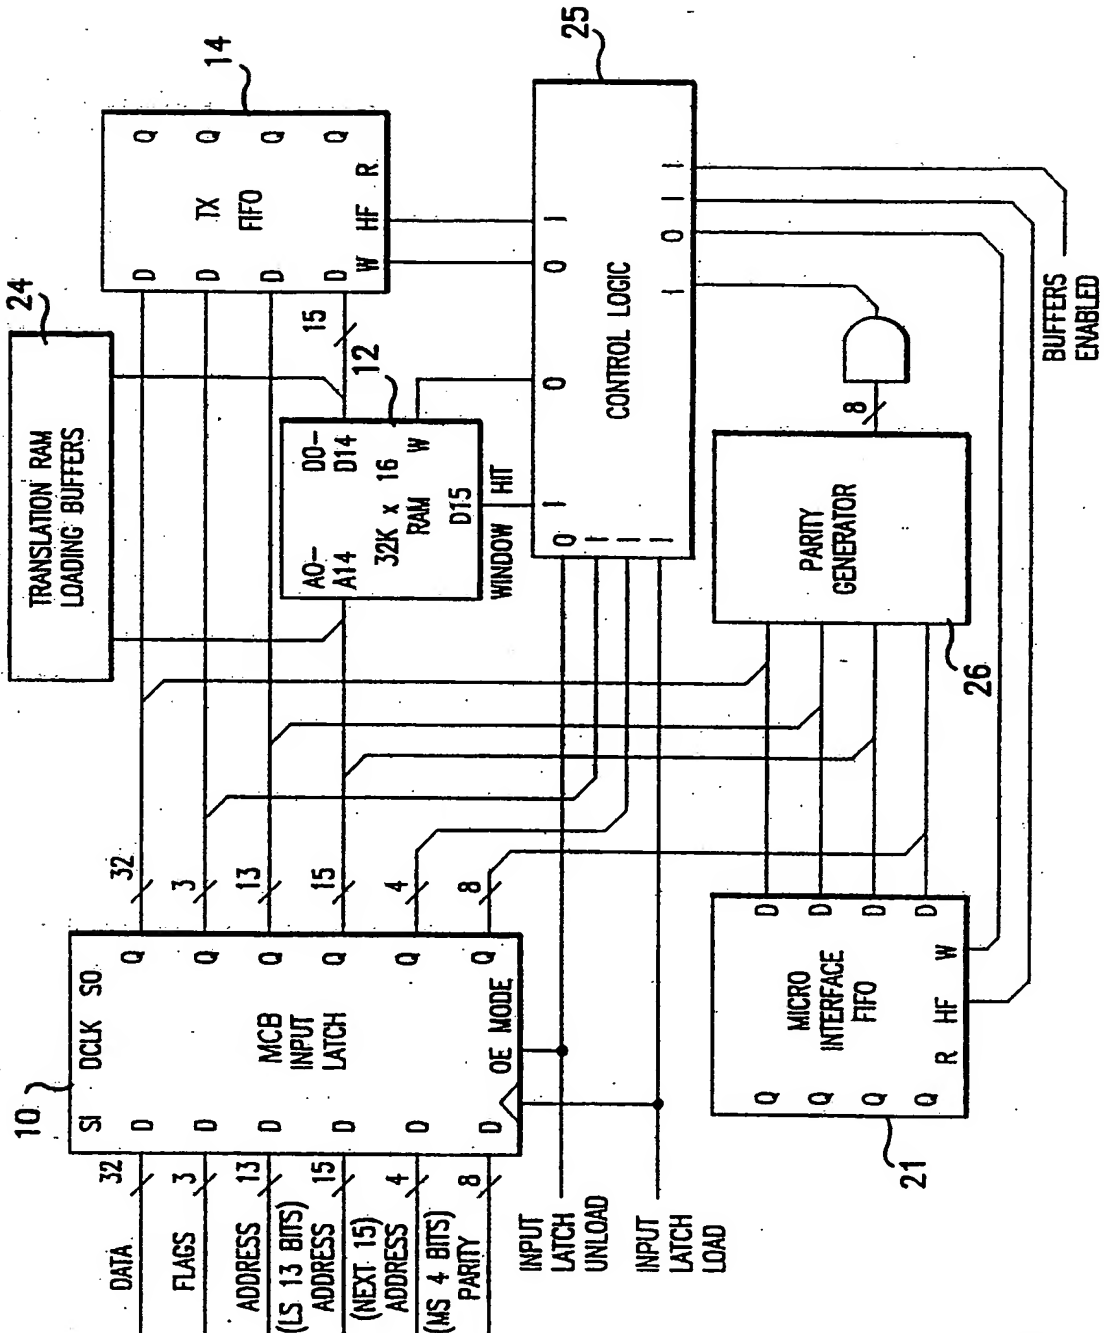 24
TRANSLATION RAM
LOADING BUFFERS
14
D Q
D Q
D Q
D Q
TX
FIFO
W HF R
15
12
A0-
A14
D0-
D14
32K x 16
RAM
W
D15
WINDOW HIT
25
O I O O I
I
I
I
CONTROL LOGIC
I O I I
10
SI DCLK SO
D Q
D Q
D Q
D Q
D Q
D Q
MCB
INPUT
LATCH
OE MODE
32
3
13
15
4
8
DATA 32
FLAGS 3
ADDRESS 13
(LS 13 BITS)
ADDRESS 15
(NEXT 15)
ADDRESS 4
(MS 4 BITS)
PARITY 8
INPUT
LATCH
UNLOAD
INPUT
LATCH
LOAD
PARITY
GENERATOR
26
8
BUFFERS
ENABLED
Q D
Q D
Q D
Q D
MICRO
INTERFACE
FIFO
R HF W
21